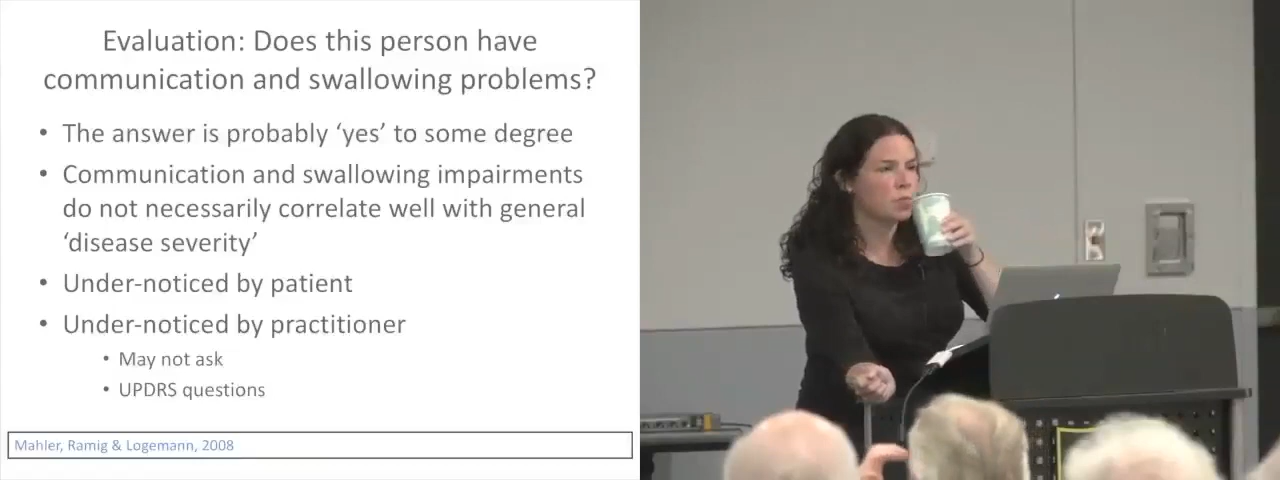 Evaluation: Does this person have
communication and swallowing problems?
• The answer is probably ‘yes’ to some degree
• Communication and swallowing impairments
do not necessarily correlate well with general
‘disease severity’
• Under-noticed by patient
• Under-noticed by practitioner
• May not ask
• UPDRS questions
Mahler, Ramig & Logemann, 2008